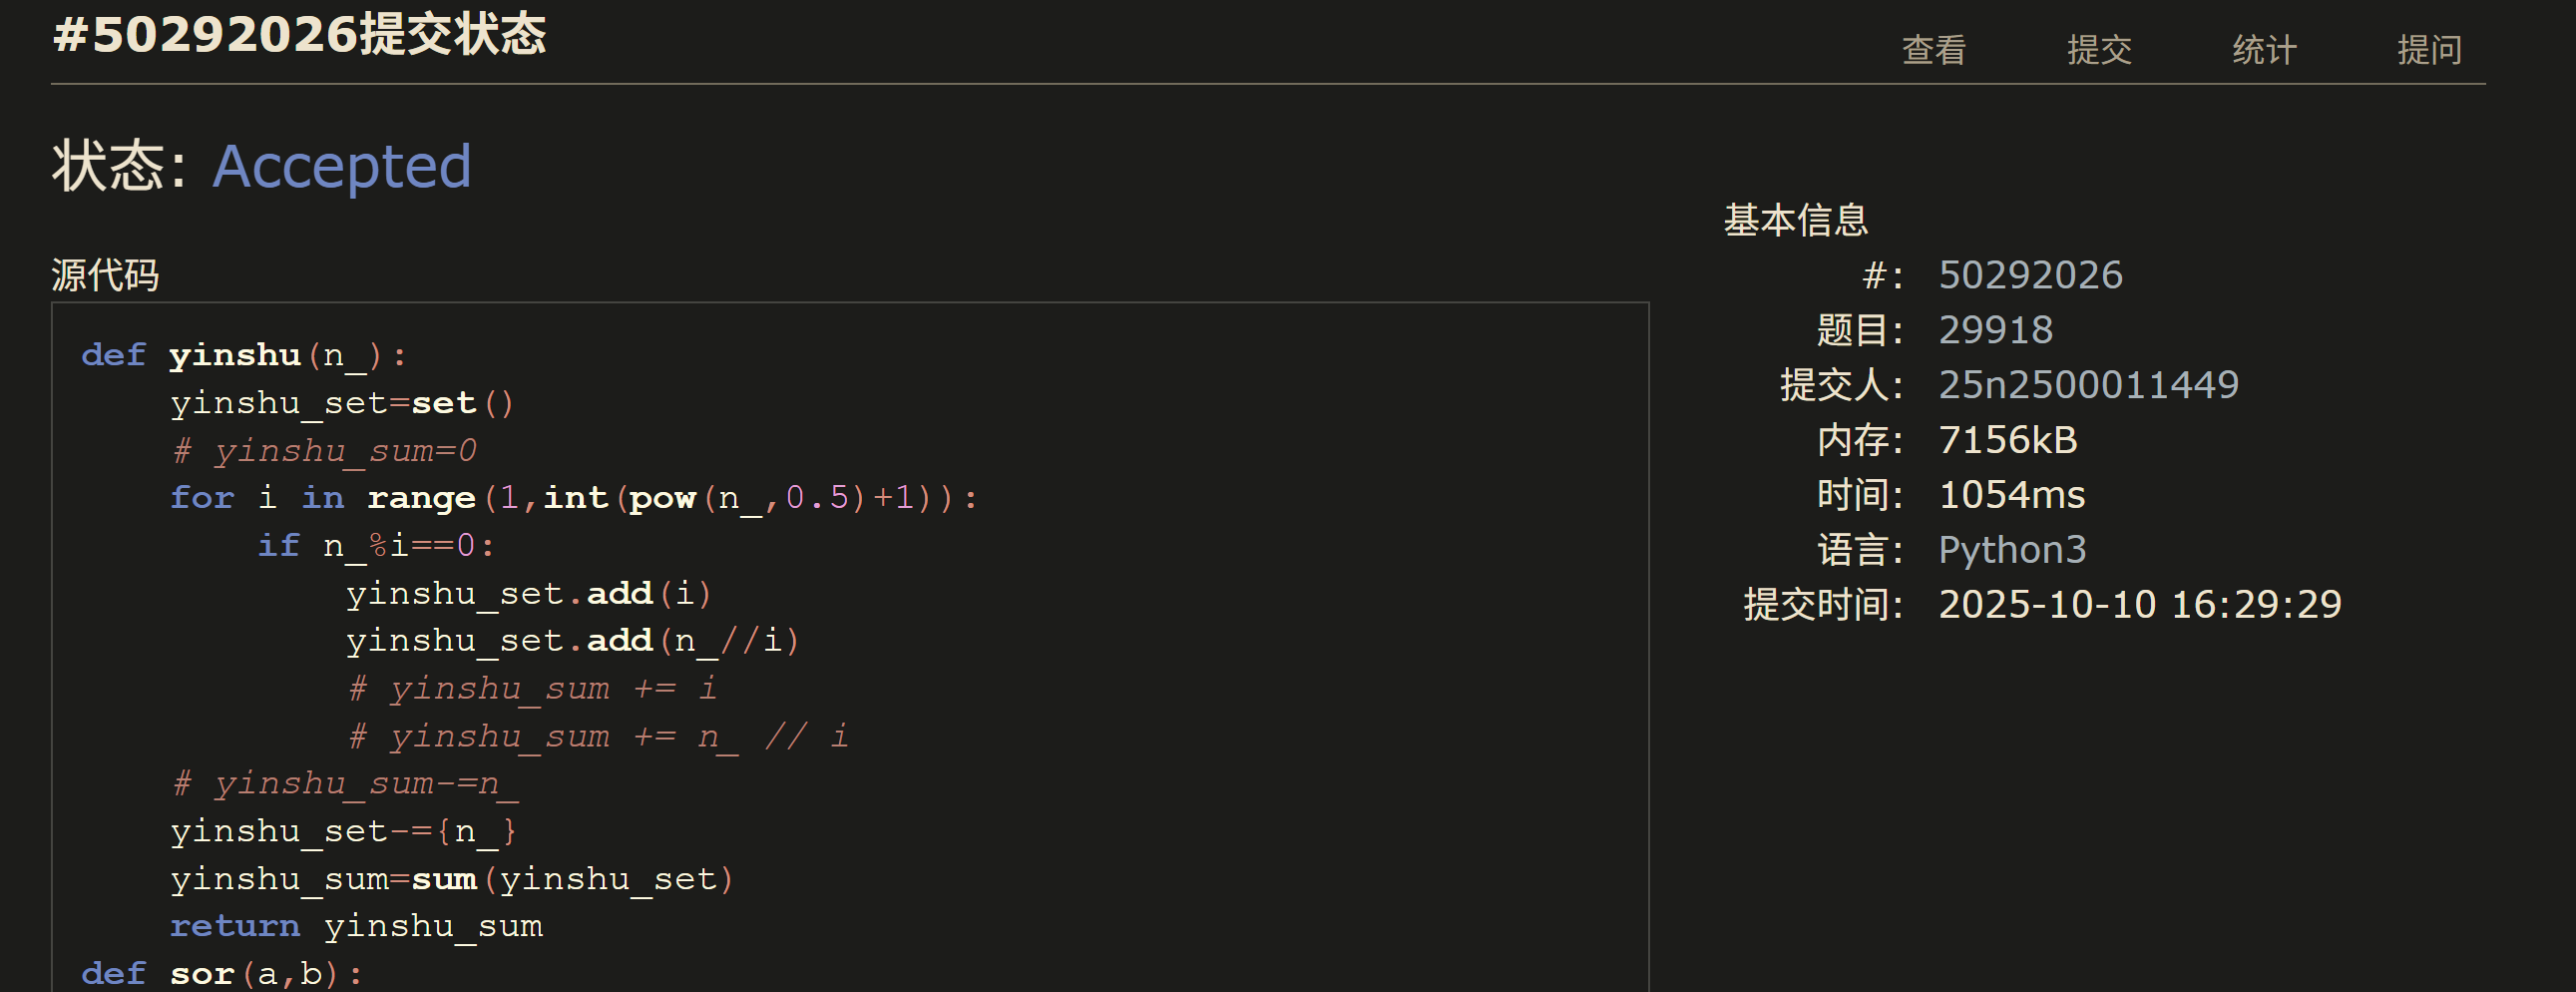 #50292026提交状态
查看 提交 统计 提问
状态: Accepted
源代码
def yinshu(n_):
    yinshu_set=set()
    # yinshu_sum=0
    for i in range(1,int(pow(n_,0.5)+1)):
        if n_%i==0:
            yinshu_set.add(i)
            yinshu_set.add(n_//i)
            # yinshu_sum += i
            # yinshu_sum += n_ // i
    # yinshu_sum-=n_
    yinshu_set-={n_}
    yinshu_sum=sum(yinshu_set)
    return yinshu_sum
def sor(a,b):
基本信息
#: 50292026
题目: 29918
提交人: 25n2500011449
内存: 7156kB
时间: 1054ms
语言: Python3
提交时间: 2025-10-10 16:29:29